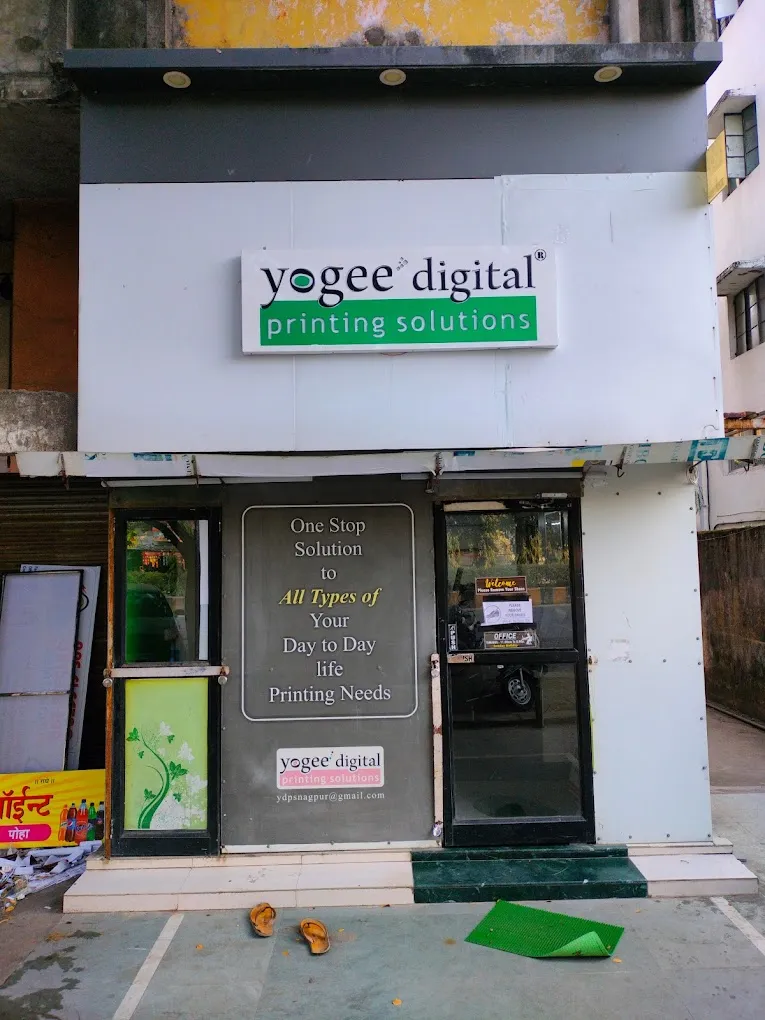 yogee digital®
printing solutions
One Stop
Solution
to
All Types of
Your
Day to Day
life
Printing Needs
yogee digital
printing solutions
ydpsnagpur@gmail.com
Welcome
Please Remove Your Shoes
OFFICE
॥ राधे ॥
पोहा